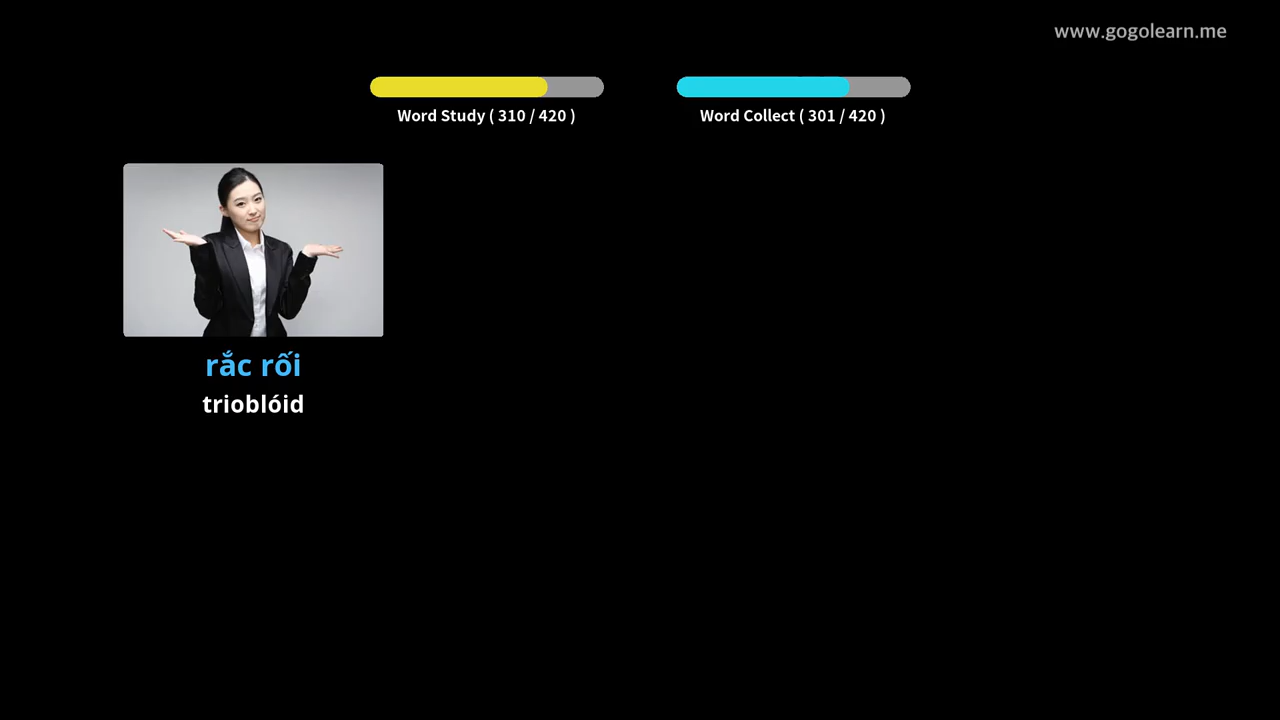 www.gogolearn.me
Word Study ( 310 / 420 )
Word Collect ( 301 / 420 )
rắc rối
trioblóid